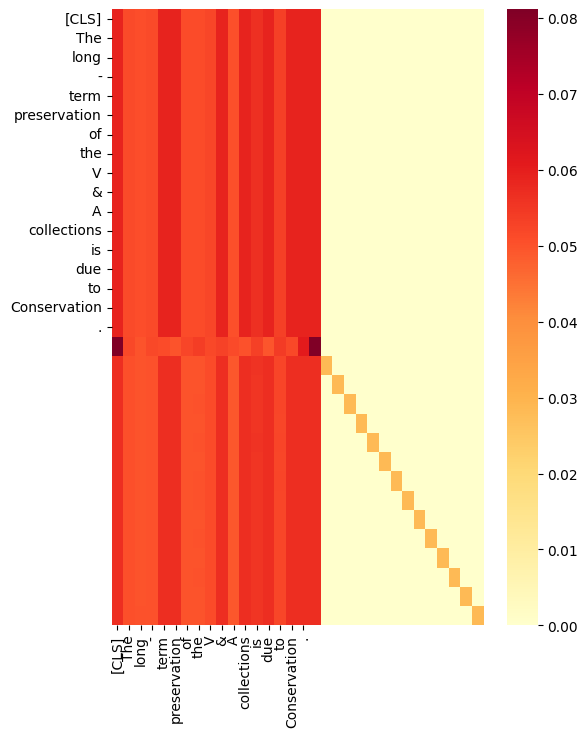 [CLS]
The
long
-
term
preservation
of
the
V
&
A
collections
is
due
to
Conservation
.
0.08
0.07
0.06
0.05
0.04
0.03
0.02
0.01
0.00
[CLS]
The
long
-
term
preservation
of
the
V
&
A
collections
is
due
to
Conservation
.